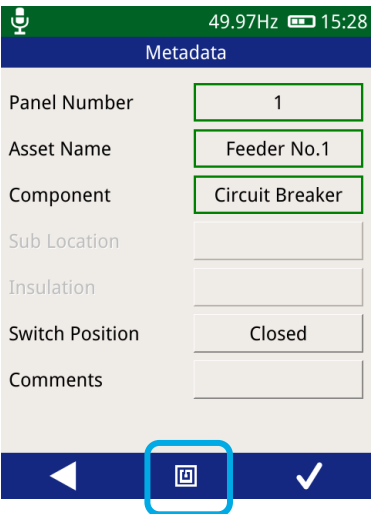 49.97Hz 15:28
Metadata
Panel Number 1
Asset Name Feeder No.1
Component Circuit Breaker
Sub Location
Insulation
Switch Position Closed
Comments